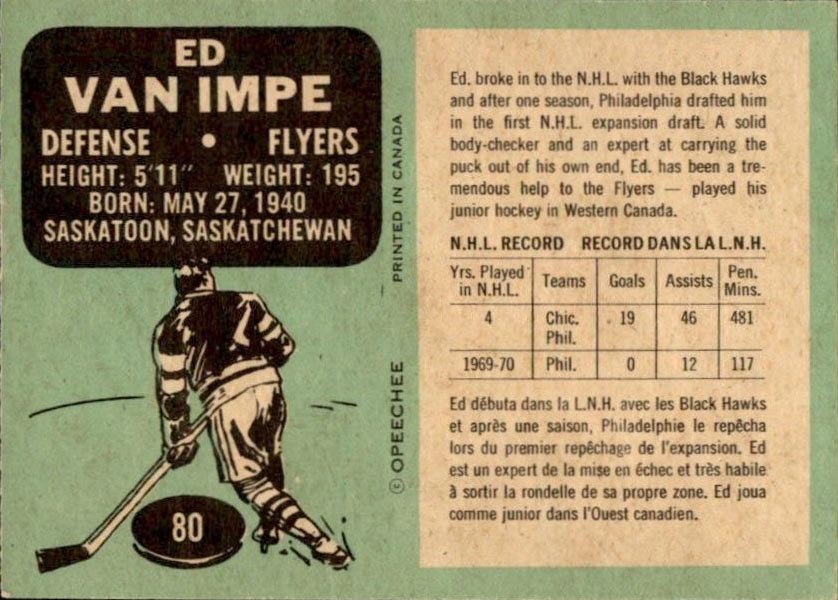 ED
VAN IMPE
DEFENSE • FLYERS
HEIGHT: 5'11" WEIGHT: 195
BORN: MAY 27, 1940
SASKATOON, SASKATCHEWAN
80
© OPEECHEE PRINTED IN CANADA
Ed. broke in to the N.H.L. with the Black Hawks
and after one season, Philadelphia drafted him
in the first N.H.L. expansion draft. A solid
body-checker and an expert at carrying the
puck out of his own end, Ed. has been a tre-
mendous help to the Flyers — played his
junior hockey in Western Canada.
N.H.L. RECORD RECORD DANS LA L.N.H.
Yrs. Played in N.H.L. Teams Goals Assists Pen. Mins.
4 Chic. Phil. 19 46 481
1969-70 Phil. 0 12 117
Ed débuta dans la L.N.H. avec les Black Hawks
et après une saison, Philadelphie le repêcha
lors du premier repêchage de l'expansion. Ed
est un expert de la mise en échec et très habile
à sortir la rondelle de sa propre zone. Ed joua
comme junior dans l'Ouest canadien.